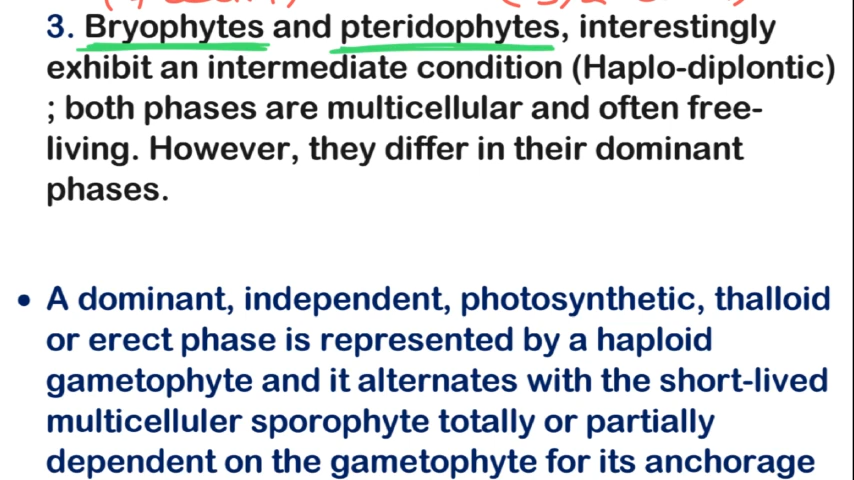 3. Bryophytes and pteridophytes, interestingly
exhibit an intermediate condition (Haplo-diplontic)
; both phases are multicellular and often free-
living. However, they differ in their dominant
phases.
• A dominant, independent, photosynthetic, thalloid
or erect phase is represented by a haploid
gametophyte and it alternates with the short-lived
multicelluler sporophyte totally or partially
dependent on the gametophyte for its anchorage